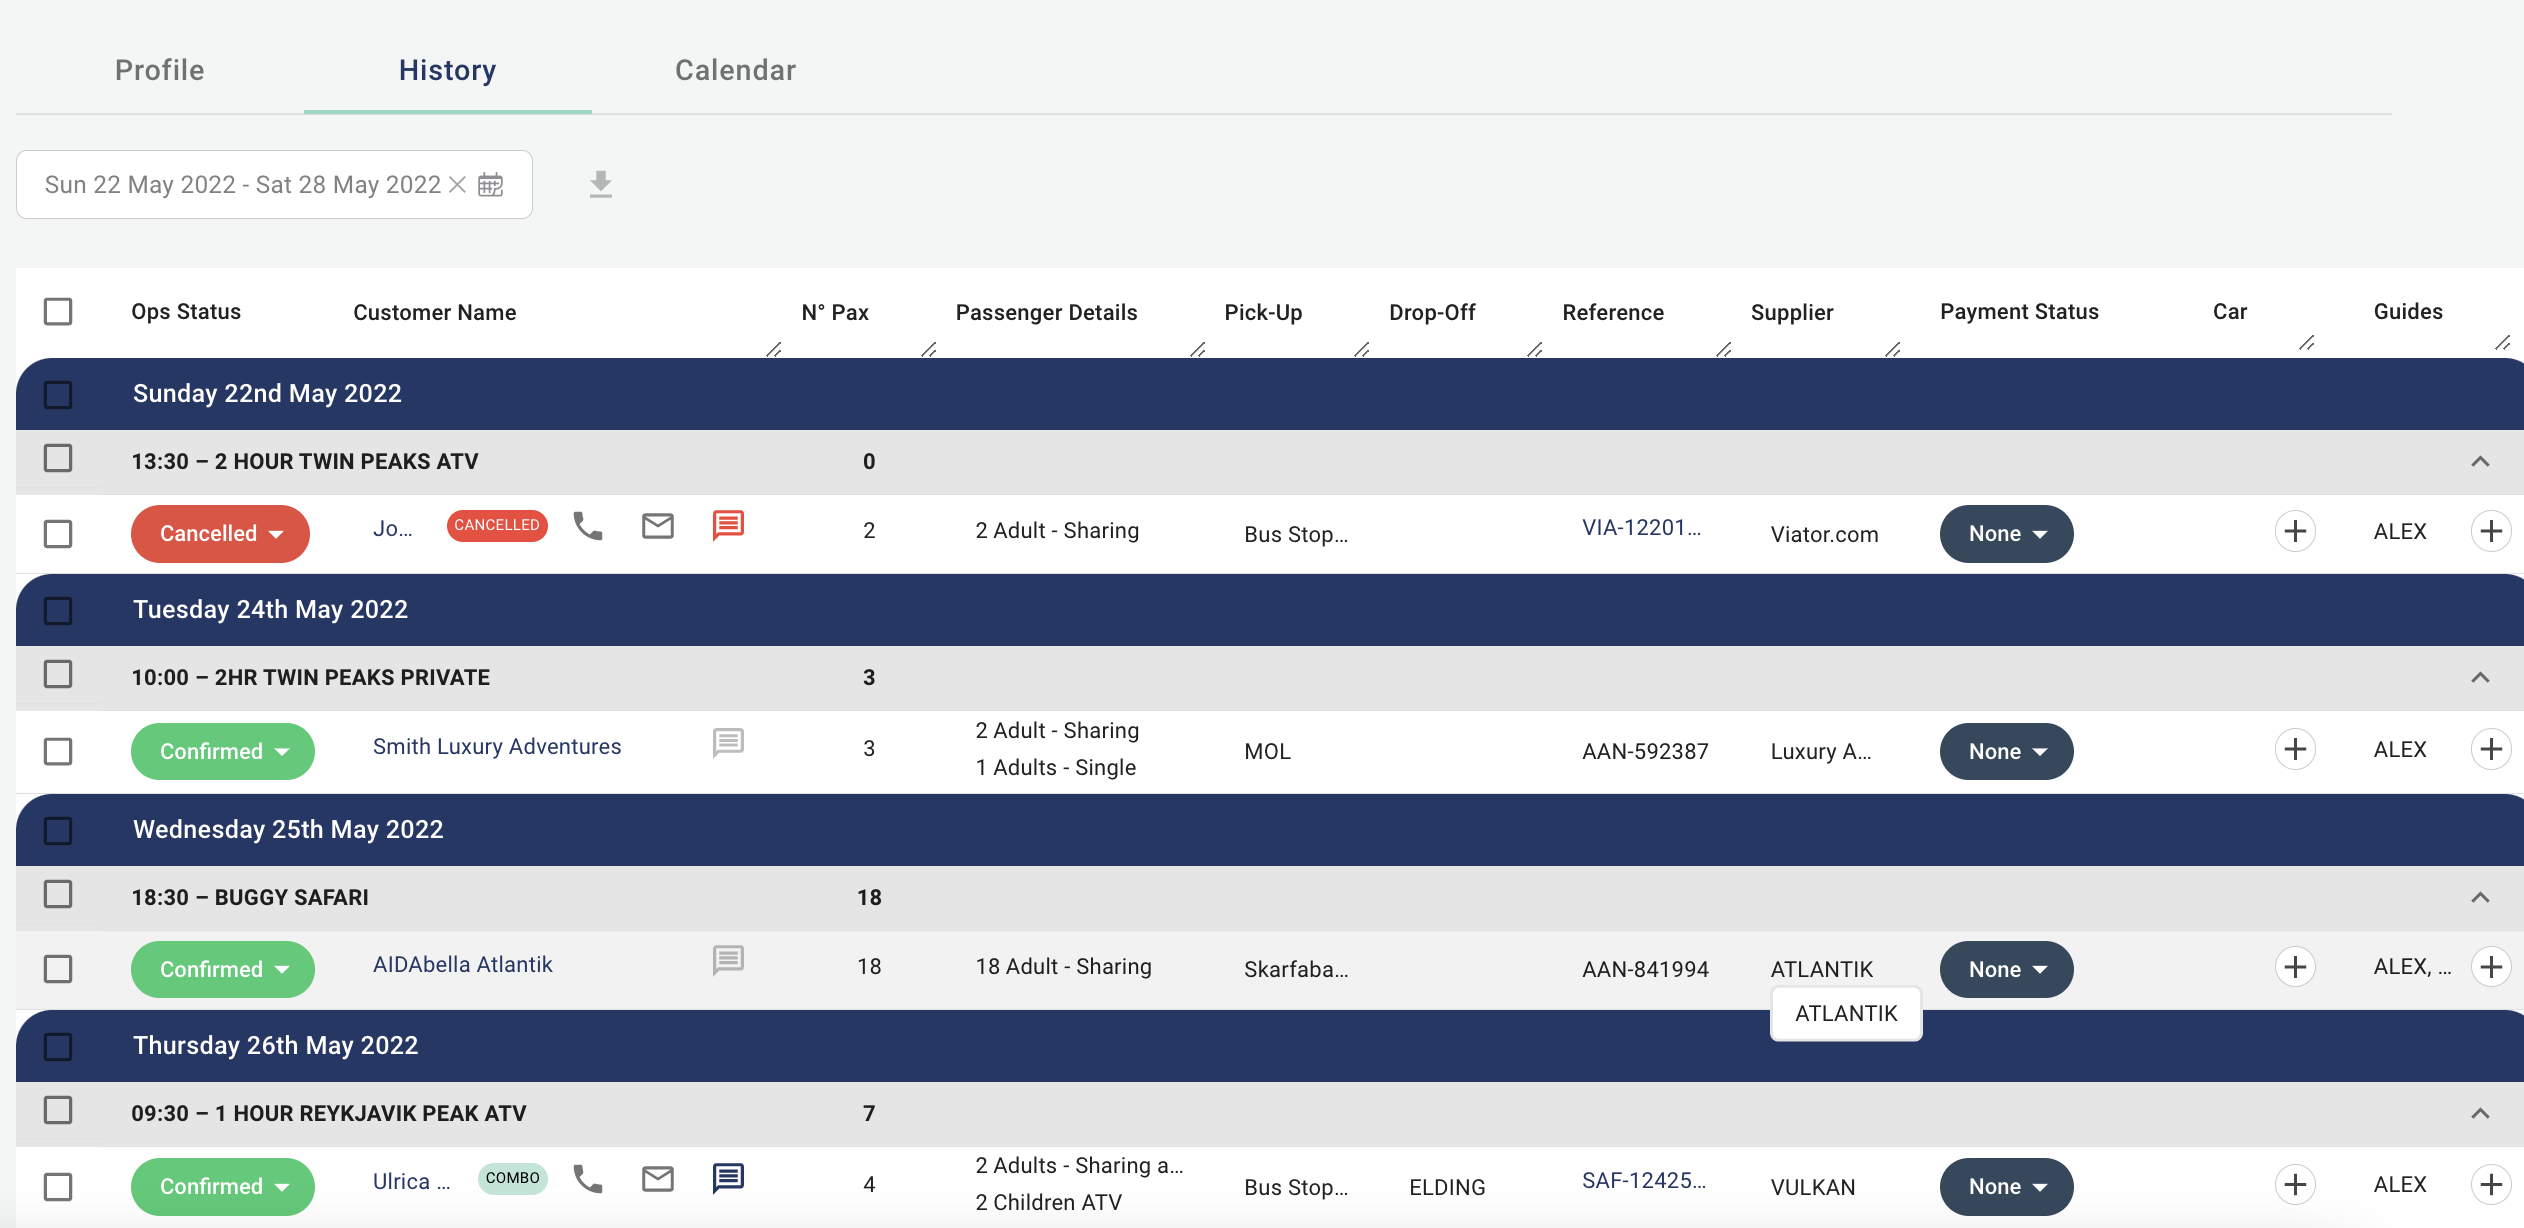 Profile History Calendar
Sun 22 May 2022 - Sat 28 May 2022
Ops Status Customer Name N° Pax Passenger Details Pick-Up Drop-Off Reference Supplier Payment Status Car Guides
Sunday 22nd May 2022
13:30 – 2 HOUR TWIN PEAKS ATV 0
Cancelled Jo... CANCELLED 2 2 Adult - Sharing Bus Stop... VIA-12201... Viator.com None ALEX
Tuesday 24th May 2022
10:00 – 2HR TWIN PEAKS PRIVATE 3
Confirmed Smith Luxury Adventures 3 2 Adult - Sharing MOL AAN-592387 Luxury A... None ALEX
1 Adults - Single
Wednesday 25th May 2022
18:30 – BUGGY SAFARI 18
Confirmed AIDAbella Atlantik 18 18 Adult - Sharing Skarfaba... AAN-841994 ATLANTIK None ALEX, ...
ATLANTIK
Thursday 26th May 2022
09:30 – 1 HOUR REYKJAVIK PEAK ATV 7
Confirmed Ulrica ... COMBO 4 2 Adults - Sharing a... Bus Stop... ELDING SAF-12425... VULKAN None ALEX
2 Children ATV